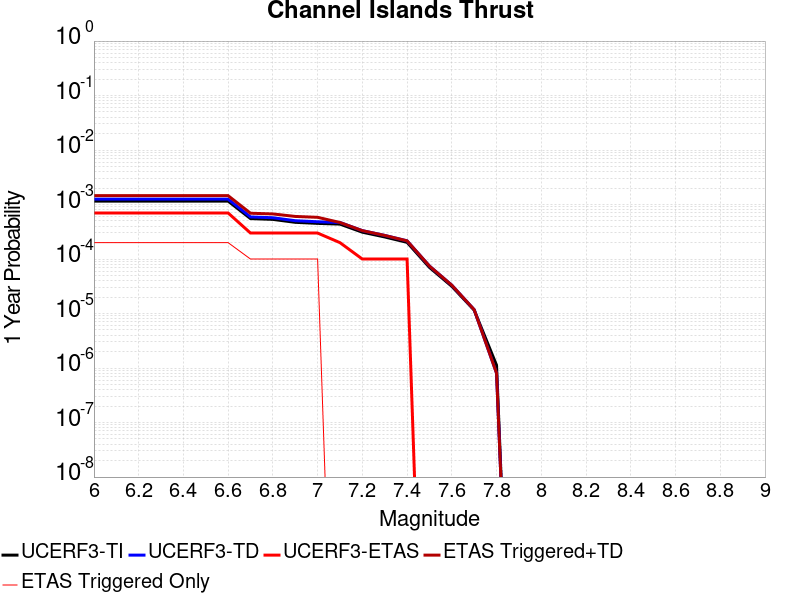 Channel Islands Thrust
10^0
10^-1
10^-2
10^-3
10^-4
10^-5
10^-6
10^-7
10^-8
1 Year Probability
6 6.2 6.4 6.6 6.8 7 7.2 7.4 7.6 7.8 8 8.2 8.4 8.6 8.8 9
Magnitude
UCERF3-TI UCERF3-TD UCERF3-ETAS ETAS Triggered+TD
ETAS Triggered Only